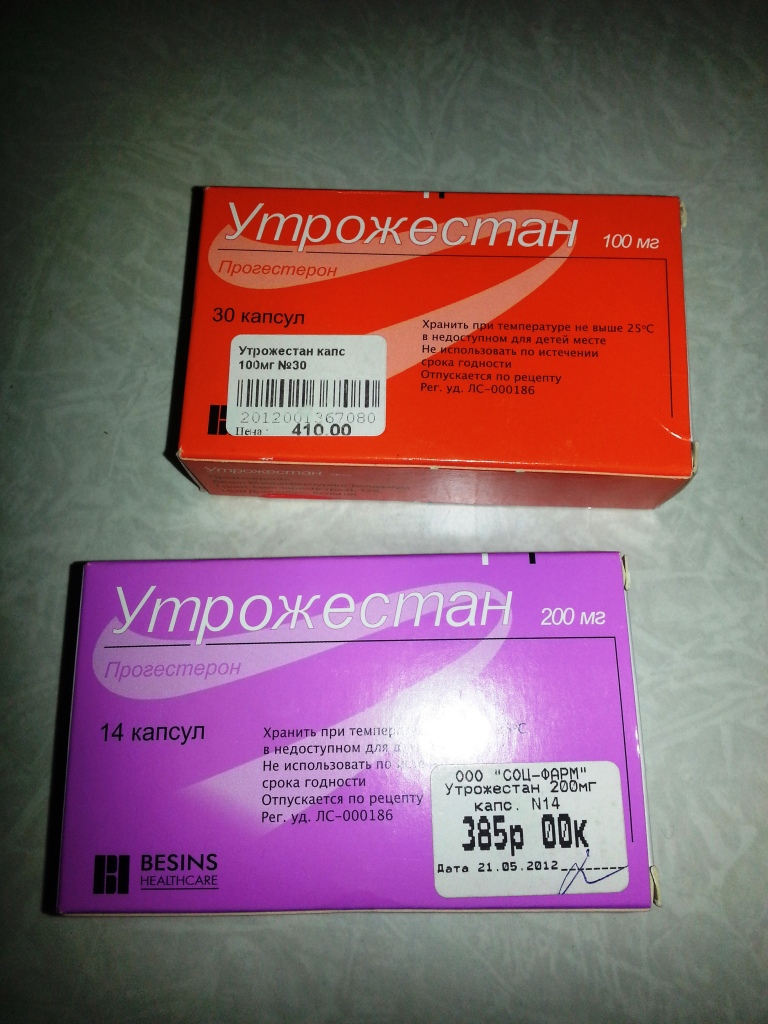 Утрожестан 100 мг
Прогестерон
30 капсул
Хранить при температуре не выше 25°C
в недоступном для детей месте
Не использовать по истечении
срока годности
Отпускается по рецепту
Рег. уд. ЛС-000186
Утрожестан капс
100мг №30
2012001367080
Цена: 410.00
Утрожестан
Утрожестан 200 мг
Прогестерон
14 капсул
Хранить при
в недоступном для
Не использовать по
срока годности
Отпускается по рецепту
Рег. уд. ЛС-000186
BESINS
HEALTHCARE
ООО "СОЦ-ФАРМ"
Утрожестан 200мг
капс. N14
385р 00к
Дата 21.05.2012